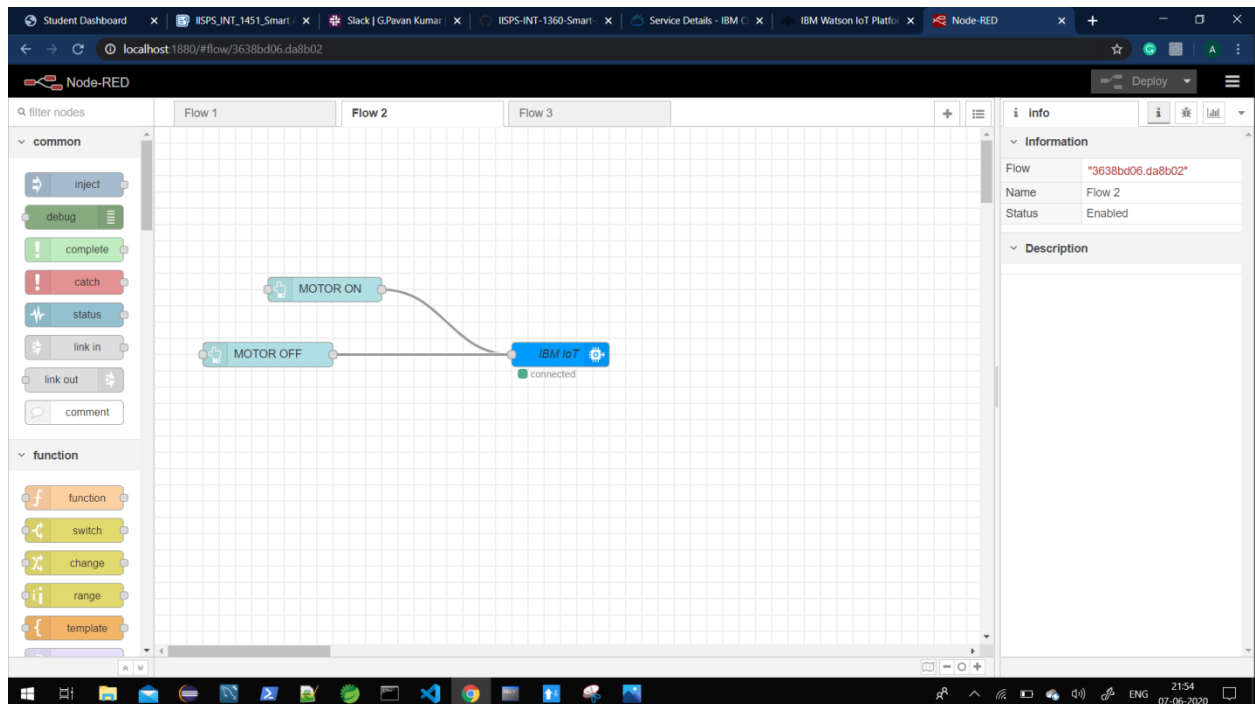 Student Dashboard
IISPS_INT_1451_Smart
Slack | G.Pavan Kumar
IISPS-INT-1360-Smart-
Service Details - IBM Cl
IBM Watson IoT Platfor
Node-RED
localhost:1880/#flow/3638bd06.da8b02
A
Node-RED
Deploy
filter nodes
Flow 1
Flow 2
Flow 3
i info
i
common
Information
inject
Flow
"3638bd06.da8b02"
debug
Name
Flow 2
Status
Enabled
complete
Description
catch
MOTOR ON
status
link in
MOTOR OFF
IBM IoT
connected
link out
comment
function
function
switch
change
range
template
ENG
21:54
07-06-2020